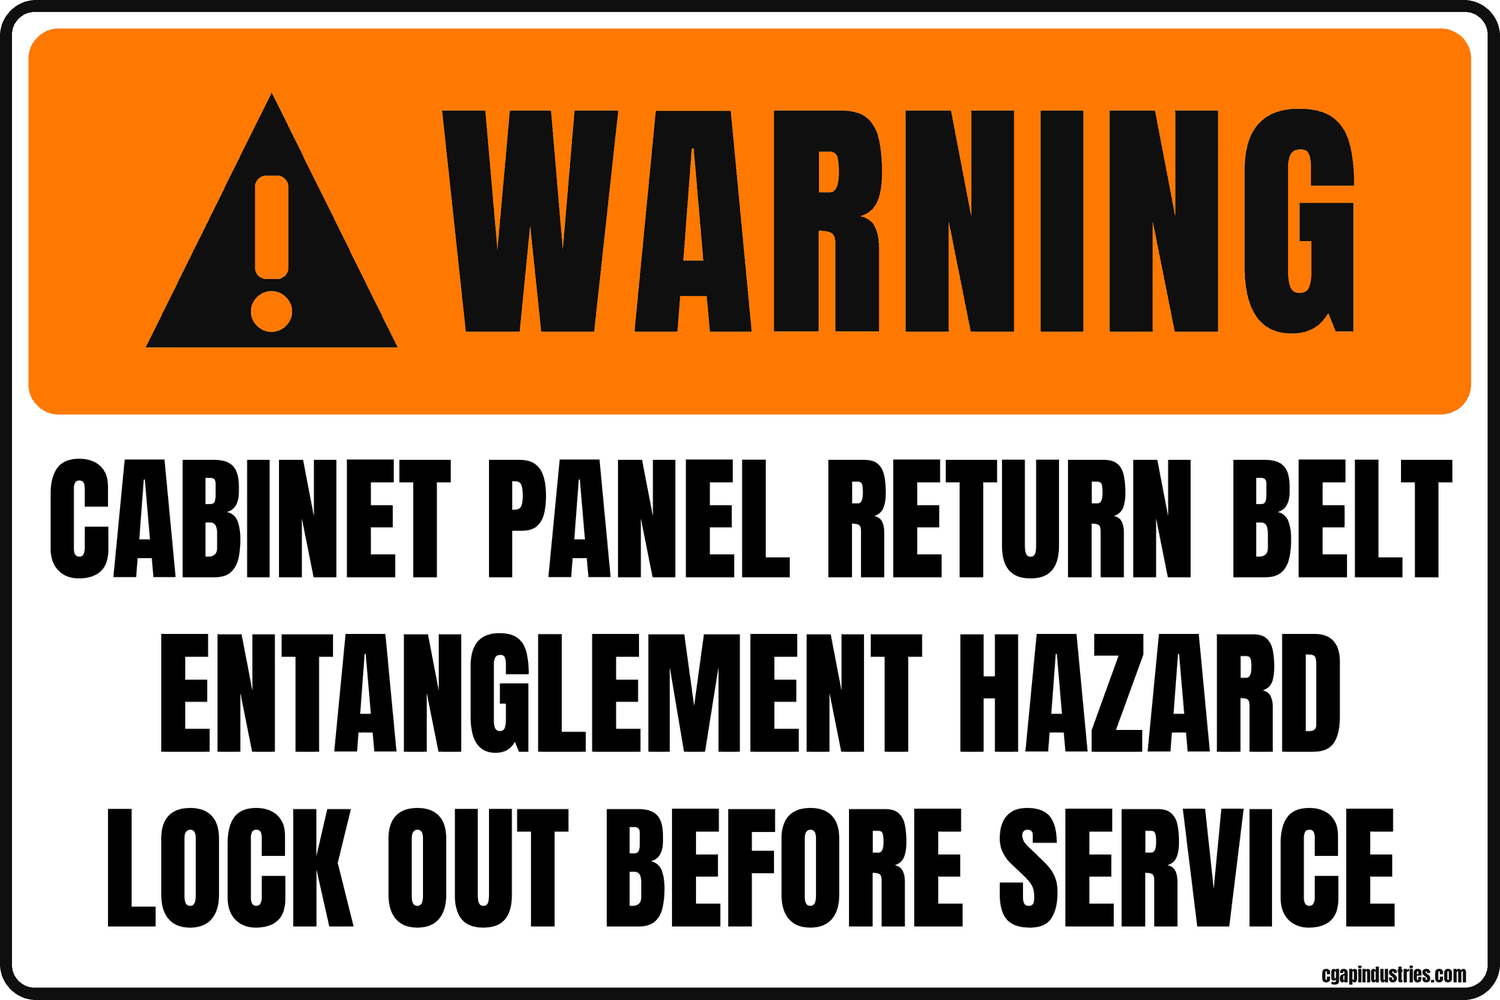 WARNING
CABINET PANEL RETURN BELT
ENTANGLEMENT HAZARD
LOCK OUT BEFORE SERVICE
cgapindustries.com